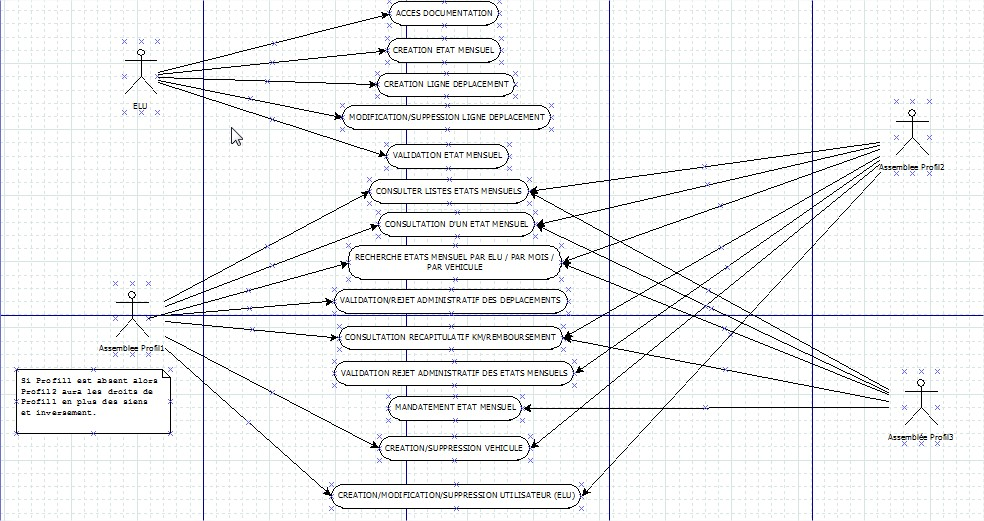 ACCES DOCUMENTATION
CREATION ETAT MENSUEL
CREATION LIGNE DEPLACEMENT
ELU
MODIFICATION/SUPPESSION LIGNE DEPLACEMENT
VALIDATION ETAT MENSUEL
Assemblee Profil2
CONSULTER LISTES ETATS MENSUELS
CONSULTATION D'UN ETAT MENSUEL
RECHERCHE ETATS MENSUEL PAR ELU / PAR MOIS /
PAR VEHICULE
VALIDATION/REJET ADMINISTRATIF DES DEPLACEMENTS
CONSULTATION RECAPITULATIF KM/REMBOURSEMENT
Assemblee Profil1
VALIDATION REJET ADMINISTRATIF DES ETATS MENSUELS
Si Profil1 est absent alors
Profil2 aura les droits de
Profil1 en plus des siens
et inversement.
MANDATEMENT ETAT MENSUEL
Assemblée Profil3
CREATION/SUPPRESSION VEHICULE
CREATION/MODIFICATION/SUPPRESSION UTILISATEUR (ELU)